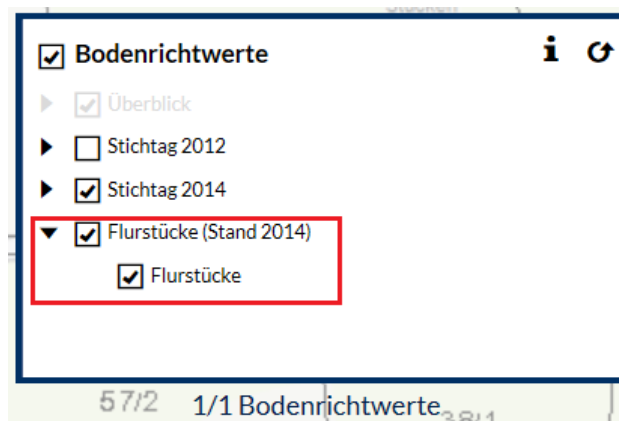 Bodenrichtwerte
Überblick
Stichtag 2012
Stichtag 2014
Flurstücke (Stand 2014)
Flurstücke
57/2
1/1 Bodenrichtwerte